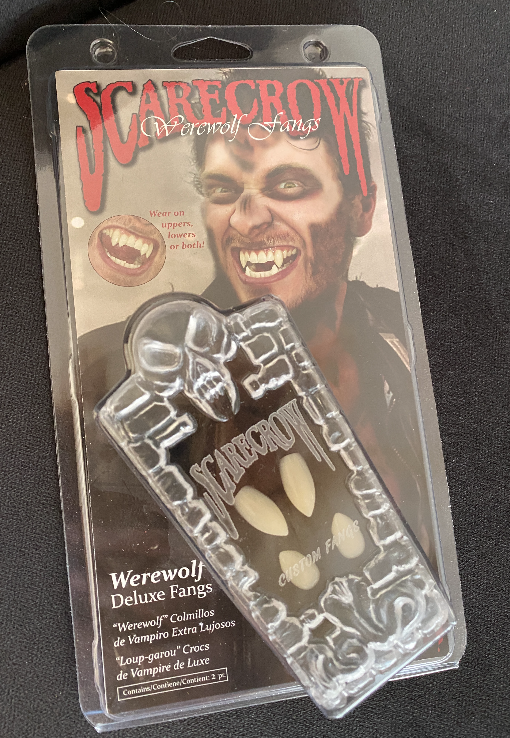 SCARECROW
Werewolf Fangs
Wear on
uppers,
lowers
or both!
SCARECROW
CUSTOM FANGS
Werewolf
Deluxe Fangs
"Werewolf" Colmillos
de Vampiro Extra Lujosos
"Loup-garou" Crocs
de Vampire de Luxe
Contains/Contiene/Contient: 2 pr.